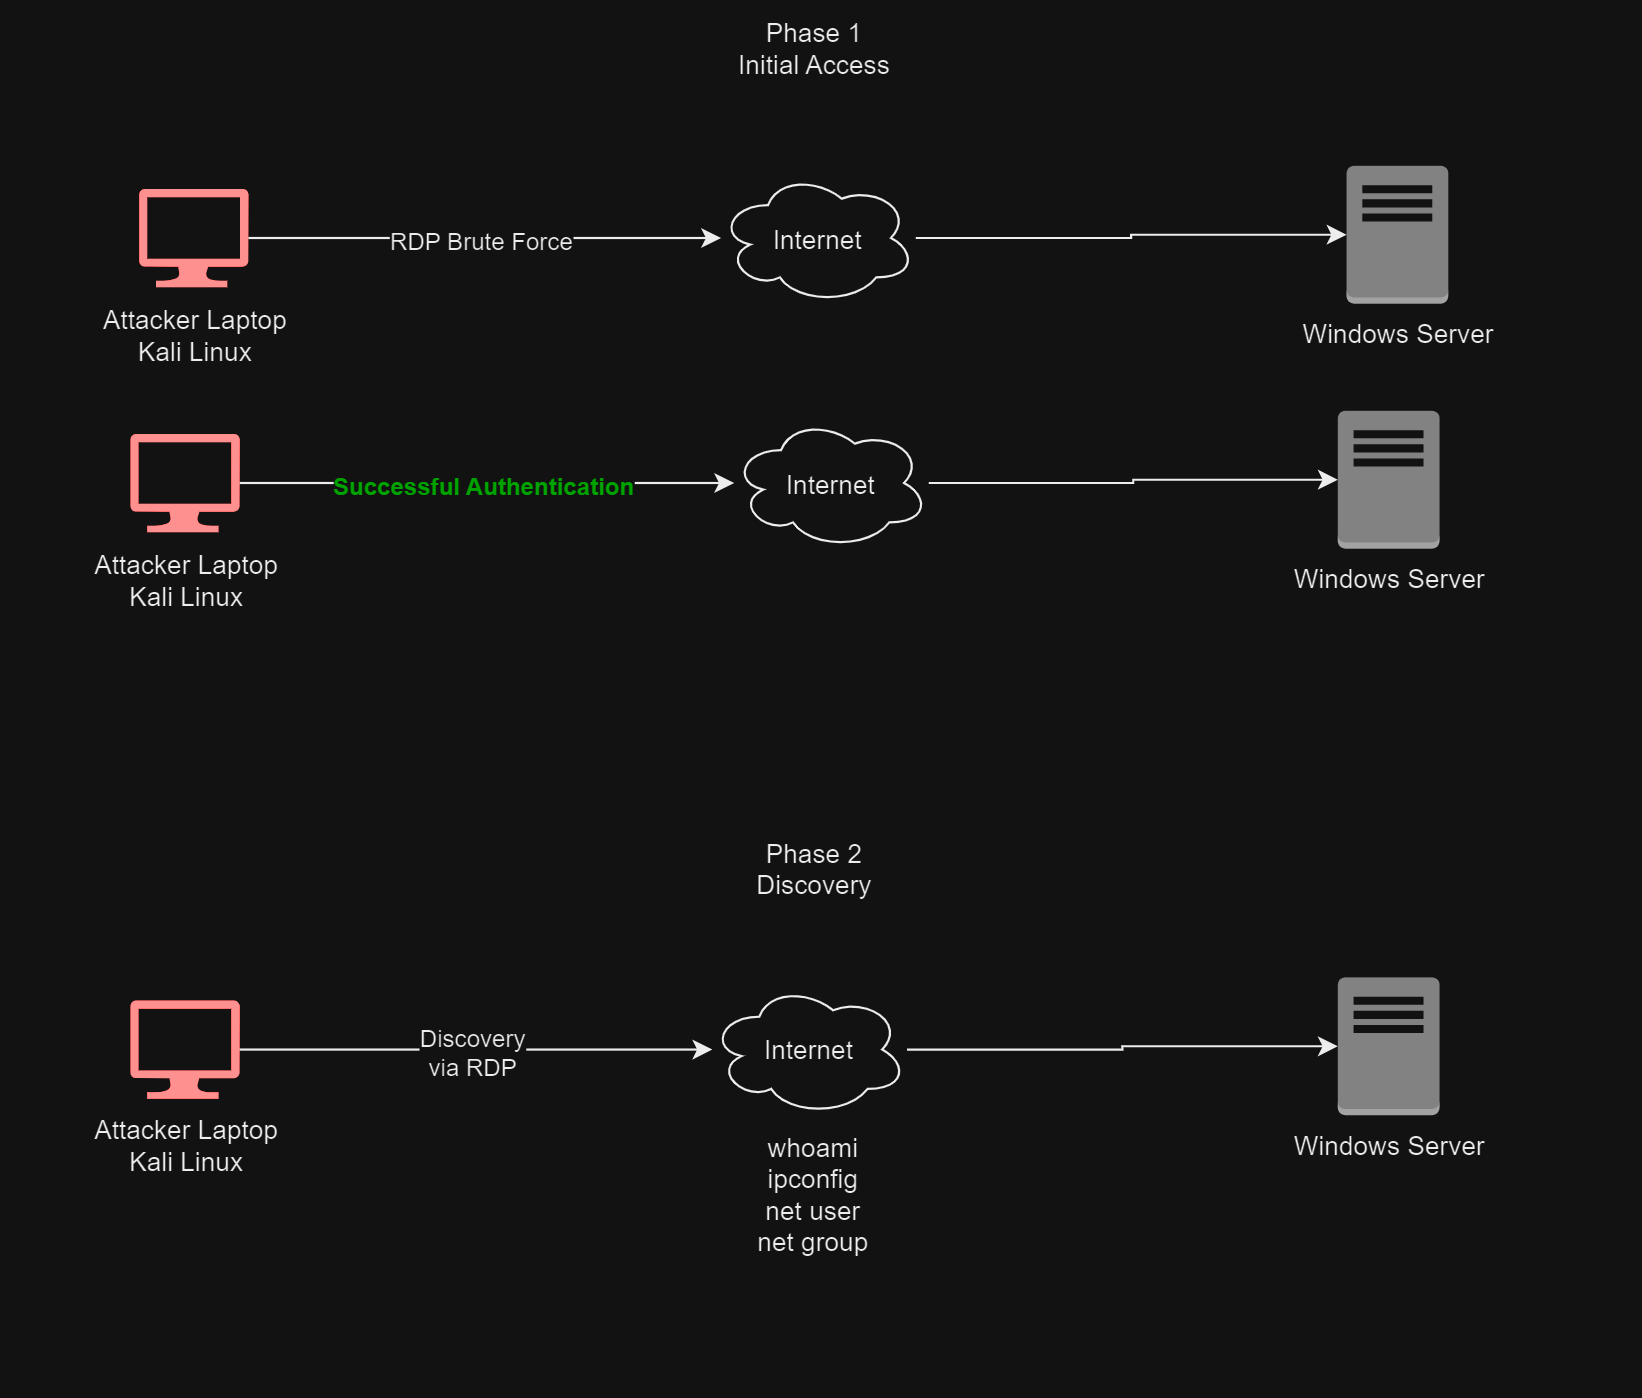 Phase 1
Initial Access
RDP Brute Force
Internet
Attacker Laptop
Kali Linux
Windows Server
Successful Authentication
Internet
Attacker Laptop
Kali Linux
Windows Server
Phase 2
Discovery
Discovery
via RDP
Internet
Attacker Laptop
Kali Linux
Windows Server
whoami
ipconfig
net user
net group